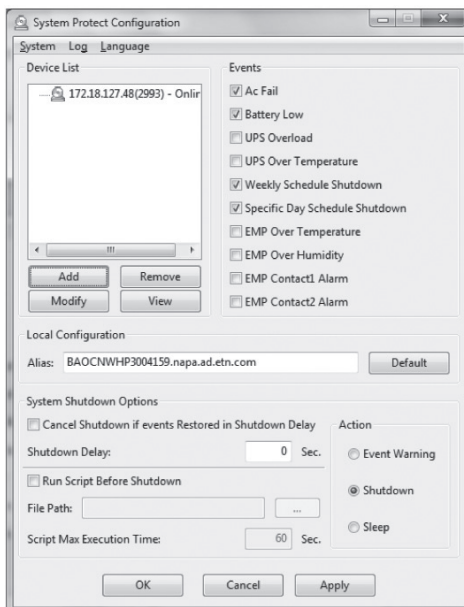 System Protect Configuration
System Log Language
Device List
172.18.127.48(2993) - Onlir
Add Remove
Modify View
Events
Ac Fail
Battery Low
UPS Overload
UPS Over Temperature
Weekly Schedule Shutdown
Specific Day Schedule Shutdown
EMP Over Temperature
EMP Over Humidity
EMP Contact1 Alarm
EMP Contact2 Alarm
Local Configuration
Alias: BAOCNWHP3004159.napa.ad.etn.com Default
System Shutdown Options
Cancel Shutdown if events Restored in Shutdown Delay
Shutdown Delay: 0 Sec.
Run Script Before Shutdown
File Path: ...
Script Max Execution Time: 60 Sec.
Action
Event Warning
Shutdown
Sleep
OK Cancel Apply